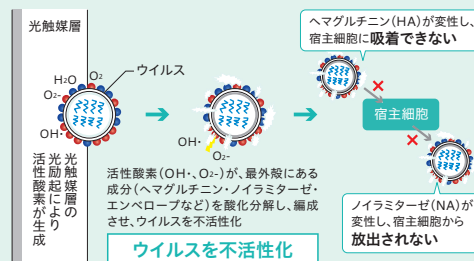 光触媒層
H₂O
O₂
O₂-
OH・
ウイルス
光触媒層の
光励起により
活性酸素が生成
OH・
O₂-
活性酸素(OH・、O₂-)が、最外殻にある
成分(ヘマグルチニン・ノイラミターゼ・
エンベロープなど)を酸化分解し、編成
させ、ウイルスを不活性化
ウイルスを不活性化
ヘマグルチニン(HA)が変性し、
宿主細胞に吸着できない
宿主細胞
ノイラミターゼ(NA)が
変性し、宿主細胞から
放出されない